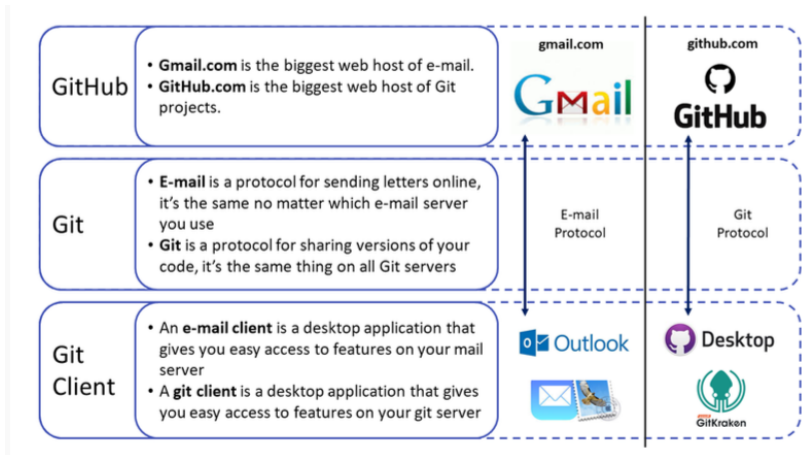 GitHub
• Gmail.com is the biggest web host of e-mail.
• GitHub.com is the biggest web host of Git
projects.
gmail.com
Gmail
github.com
GitHub
Git
• E-mail is a protocol for sending letters online,
it's the same no matter which e-mail server
you use
• Git is a protocol for sharing versions of your
code, it's the same thing on all Git servers
E-mail
Protocol
Git
Protocol
Git
Client
• An e-mail client is a desktop application that
gives you easy access to features on your mail
server
• A git client is a desktop application that gives
you easy access to features on your git server
Outlook
Desktop
GitKraken